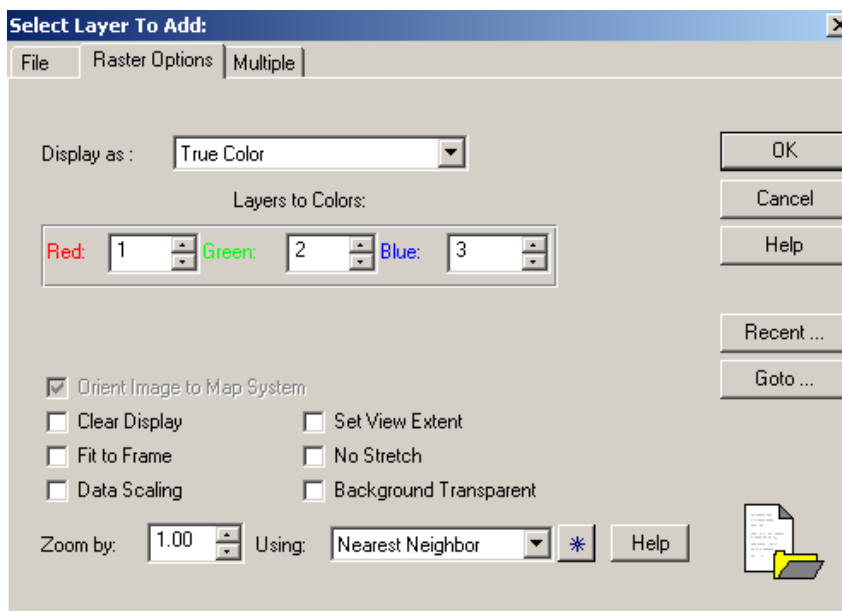 Select Layer To Add:
File Raster Options Multiple
Display as : True Color
OK
Layers to Colors:
Cancel
Red: 1 Green: 2 Blue: 3
Help
Recent ...
Goto ...
Orient Image to Map System
Clear Display Set View Extent
Fit to Frame No Stretch
Data Scaling Background Transparent
Zoom by: 1.00 Using: Nearest Neighbor Help